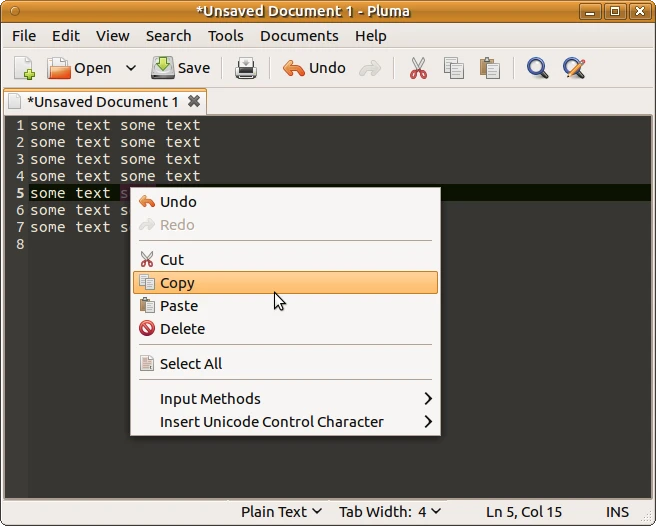 *Unsaved Document 1 - Pluma
File Edit View Search Tools Documents Help
Open Save Undo
*Unsaved Document 1
1 some text some text
2 some text some text
3 some text some text
4 some text some text
5 some text s
6 some text s
7 some text s
8
Undo
Redo
Cut
Copy
Paste
Delete
Select All
Input Methods
Insert Unicode Control Character
Plain Text Tab Width: 4 Ln 5, Col 15 INS